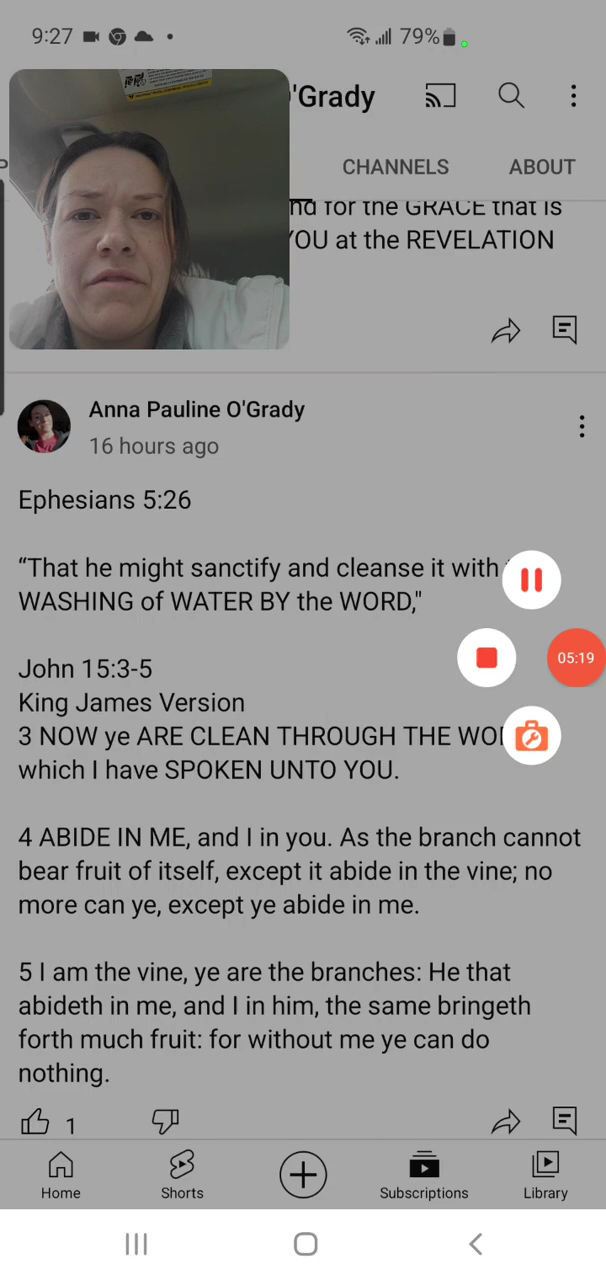 9:27
79%
'Grady
CHANNELS
ABOUT
nd for the GRACE that is
YOU at the REVELATION
Anna Pauline O'Grady
16 hours ago
Ephesians 5:26
“That he might sanctify and cleanse it with
WASHING of WATER BY the WORD,"
05:19
John 15:3-5
King James Version
3 NOW ye ARE CLEAN THROUGH THE WO
which I have SPOKEN UNTO YOU.
4 ABIDE IN ME, and I in you. As the branch cannot
bear fruit of itself, except it abide in the vine; no
more can ye, except ye abide in me.
5 I am the vine, ye are the branches: He that
abideth in me, and I in him, the same bringeth
forth much fruit: for without me ye can do
nothing.
1
Home
Shorts
Subscriptions
Library